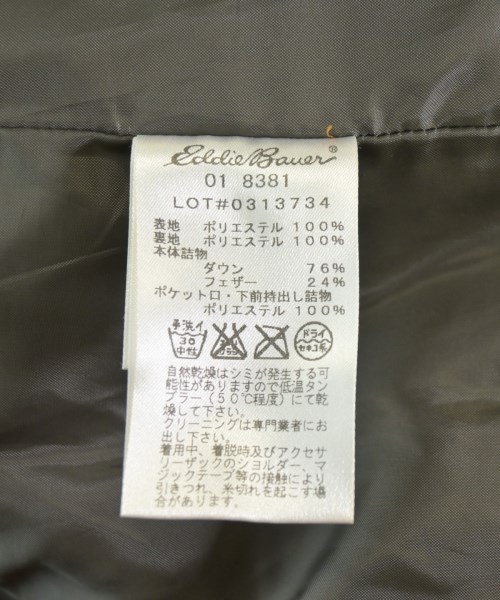 Eddie Bauer®
01 8381
LOT#0313734
表地 ポリエステル 100%
裏地 ポリエステル 100%
本体詰物
ダウン 76%
フェザー 24%
ポケット口・下前持出し詰物
ポリエステル 100%
手洗イ
30
中性
ドライ
セキユ系
自然乾燥はシミが発生する可
能性がありますので低温タン
ブラー(50℃程度)にて乾
燥して下さい。
クリーニングは専門業者にお
出し下さい。
着用中、着脱時及びアクセサ
リーザックのショルダー、マ
ジックテープ等の接触により
引きつれ、糸切れを起こす場合
があります。